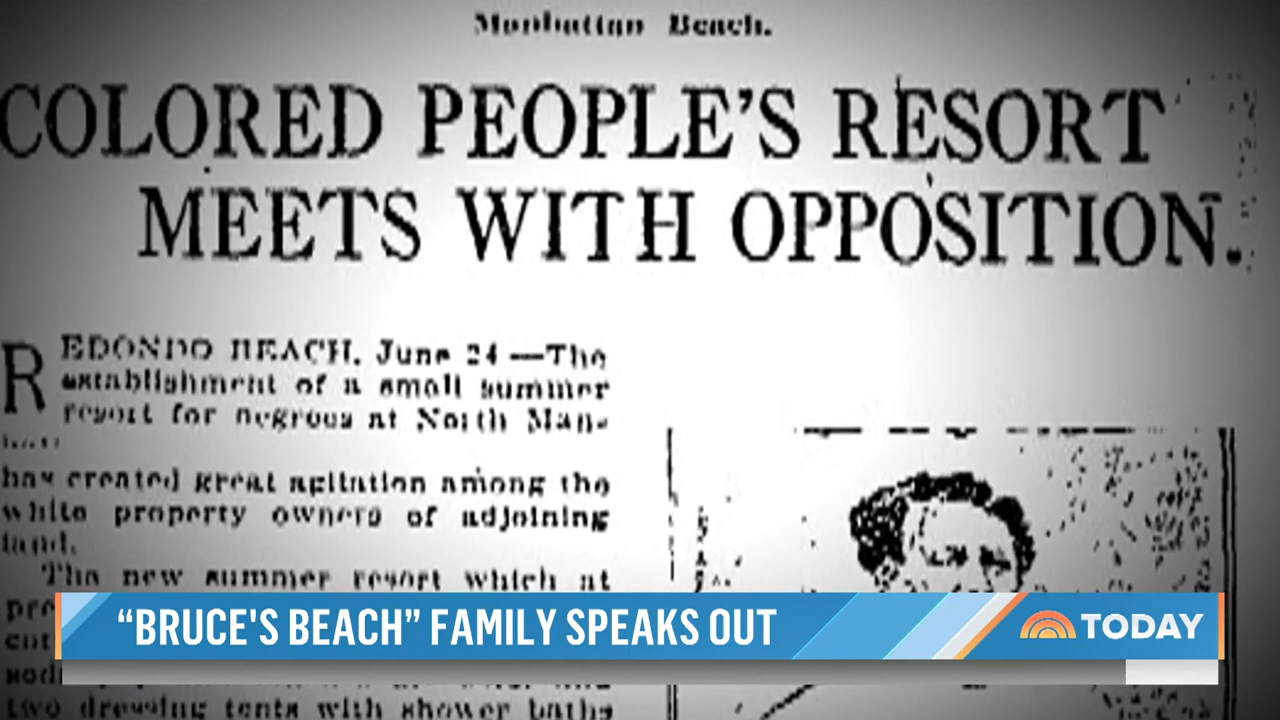 Manhattan Beach.
COLORED PEOPLE'S RESORT
MEETS WITH OPPOSITION.
REDONDO BEACH, June 24 —The
establishment of a small summer
resort for negroes at North Man-
has created great agitation among the
white property owners of adjoining
land.
The new summer resort which at
“BRUCE'S BEACH” FAMILY SPEAKS OUT
TODAY
two dressing tents with shower baths